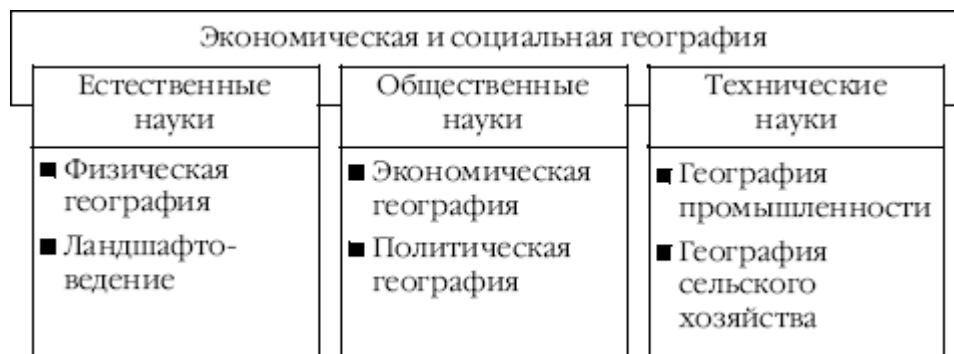 Экономическая и социальная география
Естественные
науки
■ Физическая
география
■ Ландшафто-
ведение
Общественные
науки
■ Экономическая
география
■ Политическая
география
Технические
науки
■ География
промышленности
■ География
сельского
хозяйства